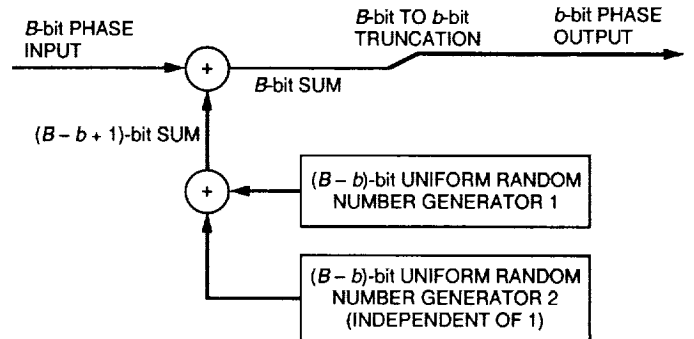 B-bit PHASE
INPUT
B-bit TO b-bit
TRUNCATION
b-bit PHASE
OUTPUT
+
B-bit SUM
(B – b + 1)-bit SUM
+
(B – b)-bit UNIFORM RANDOM
NUMBER GENERATOR 1
(B – b)-bit UNIFORM RANDOM
NUMBER GENERATOR 2
(INDEPENDENT OF 1)